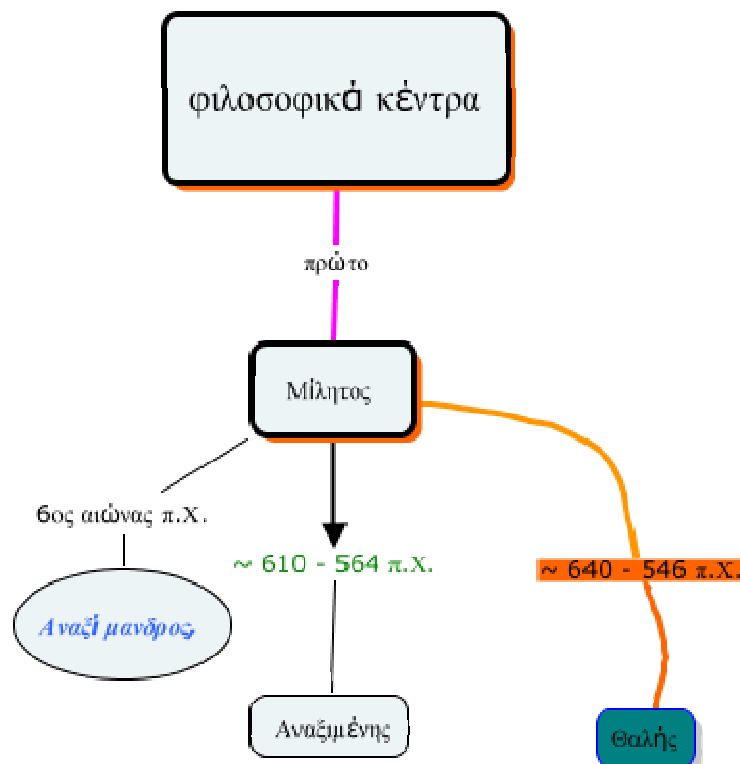 φιλοσοφικά κέντρα
πρώτο
Μίλητος
6ος αιώνας π.Χ.
~ 610 - 564 π.Χ.
~ 640 - 546 π.Χ.
Αναξίμανδρος,
Αναξιμένης
Θαλής